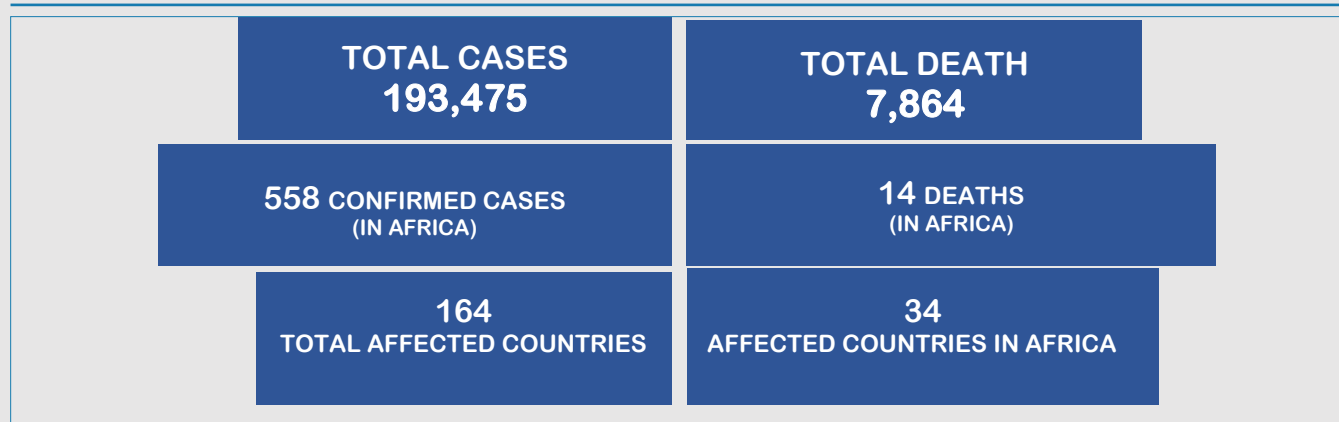 TOTAL CASES
193,475
TOTAL DEATH
7,864
558 CONFIRMED CASES
(IN AFRICA)
14 DEATHS
(IN AFRICA)
164
TOTAL AFFECTED COUNTRIES
34
AFFECTED COUNTRIES IN AFRICA